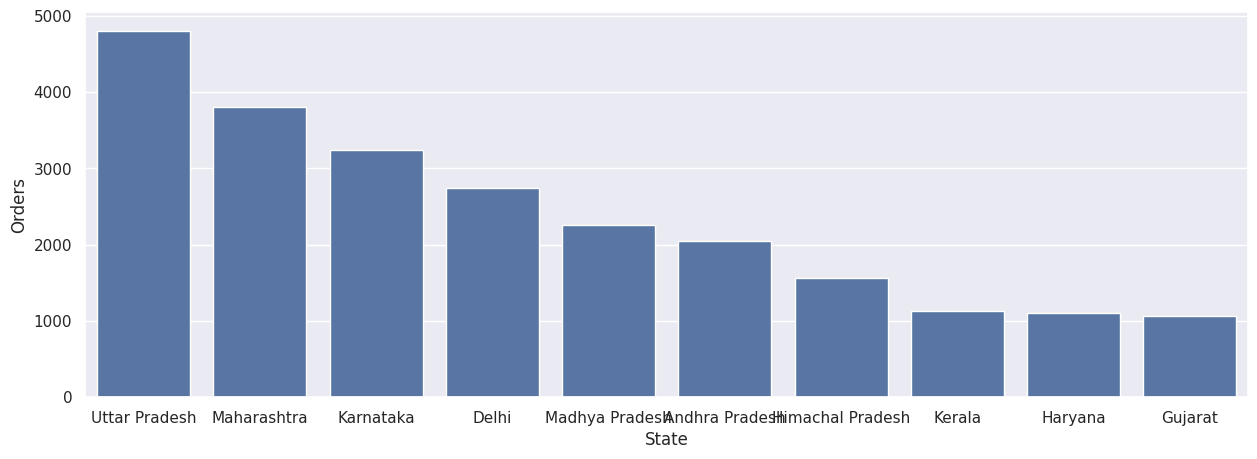 5000
4000
3000
2000
1000
0
Orders
Uttar Pradesh Maharashtra Karnataka Delhi Madhya Pradesh Andhra Pradesh Himachal Pradesh Kerala Haryana Gujarat
State